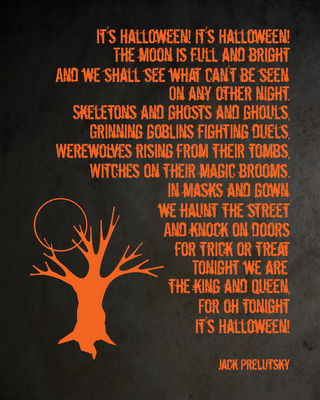 IT'S HALLOWEEN! IT'S HALLOWEEN!
THE MOON IS FULL AND BRIGHT
AND WE SHALL SEE WHAT CAN'T BE SEEN
ON ANY OTHER NIGHT.
SKELETONS AND GHOSTS AND GHOULS,
GRINNING GOBLINS FIGHTING DUELS,
WEREWOLVES RISING FROM THEIR TOMBS,
WITCHES ON THEIR MAGIC BROOMS.
IN MASKS AND GOWN
WE HAUNT THE STREET
AND KNOCK ON DOORS
FOR TRICK OR TREAT
TONIGHT WE ARE
THE KING AND QUEEN,
FOR OH TONIGHT
IT'S HALLOWEEN!
JACK PRELUTSKY